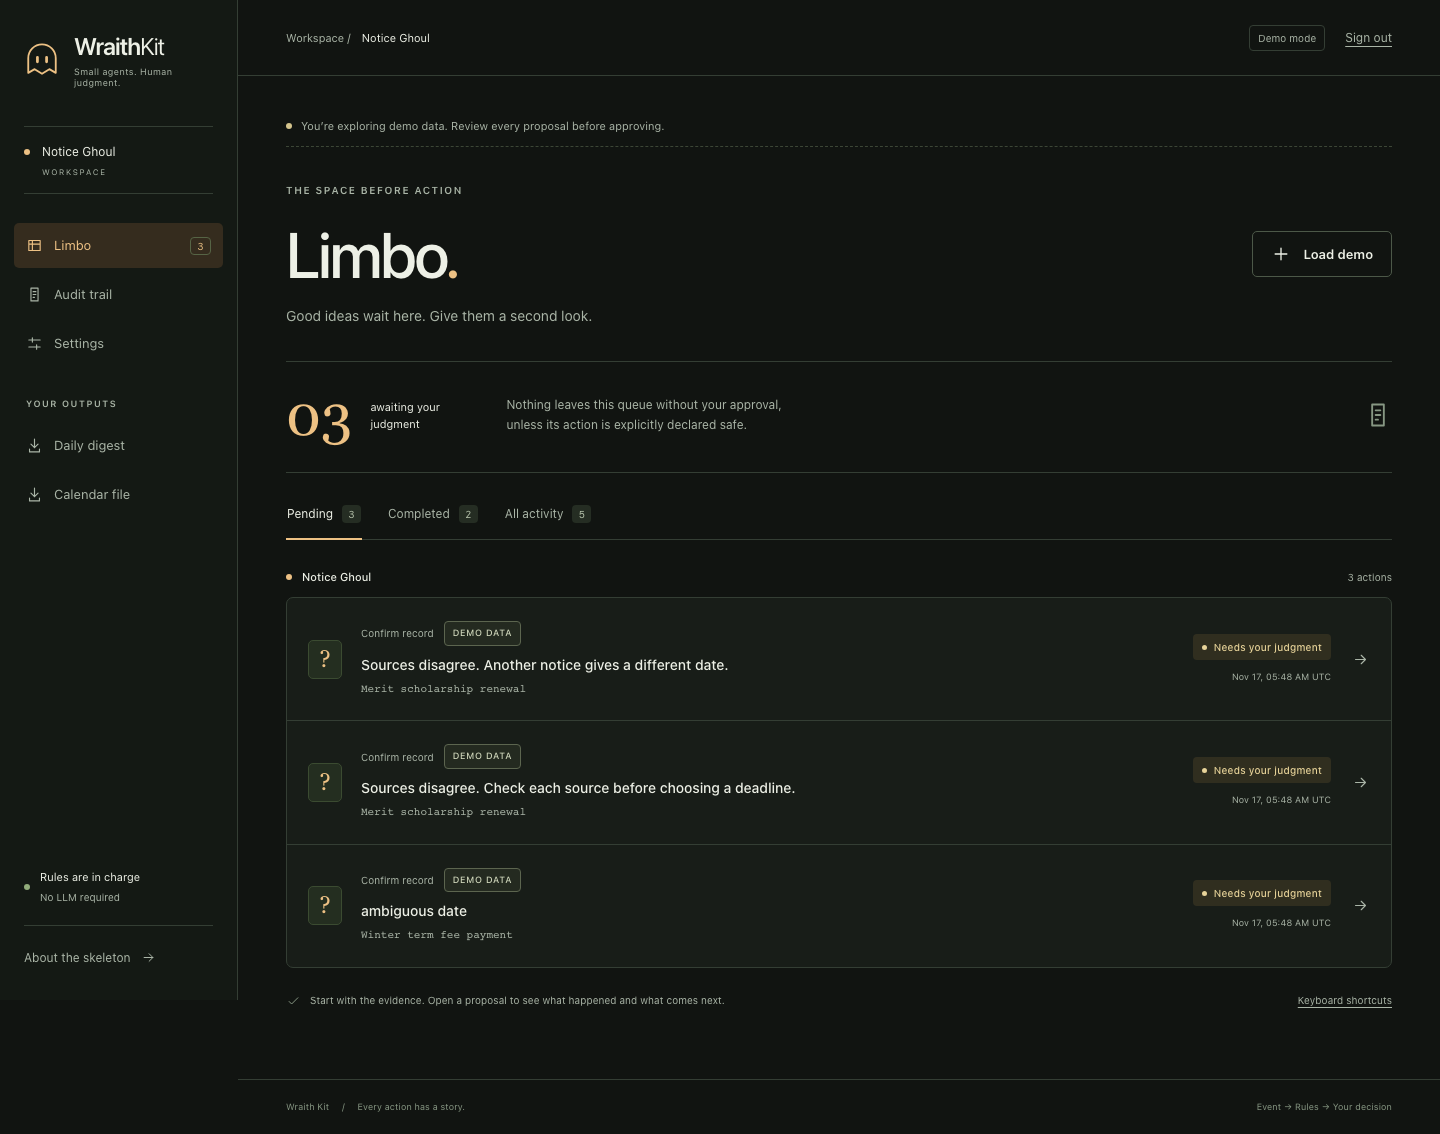 WraithKit
Small agents. Human
judgment.
Notice Ghoul
WORKSPACE
Limbo 3
Audit trail
Settings
YOUR OUTPUTS
Daily digest
Calendar file
Rules are in charge
No LLM required
About the skeleton →
Workspace / Notice Ghoul
Demo mode Sign out
You’re exploring demo data. Review every proposal before approving.
THE SPACE BEFORE ACTION
Limbo.
+ Load demo
Good ideas wait here. Give them a second look.
03
awaiting your
judgment
Nothing leaves this queue without your approval,
unless its action is explicitly declared safe.
Pending 3 Completed 2 All activity 5
Notice Ghoul 3 actions
?
Confirm record DEMO DATA
Sources disagree. Another notice gives a different date.
Merit scholarship renewal
Needs your judgment
Nov 17, 05:48 AM UTC
→
?
Confirm record DEMO DATA
Sources disagree. Check each source before choosing a deadline.
Merit scholarship renewal
Needs your judgment
Nov 17, 05:48 AM UTC
→
?
Confirm record DEMO DATA
ambiguous date
Winter term fee payment
Needs your judgment
Nov 17, 05:48 AM UTC
→
Start with the evidence. Open a proposal to see what happened and what comes next.
Keyboard shortcuts
Wraith Kit / Every action has a story.
Event → Rules → Your decision